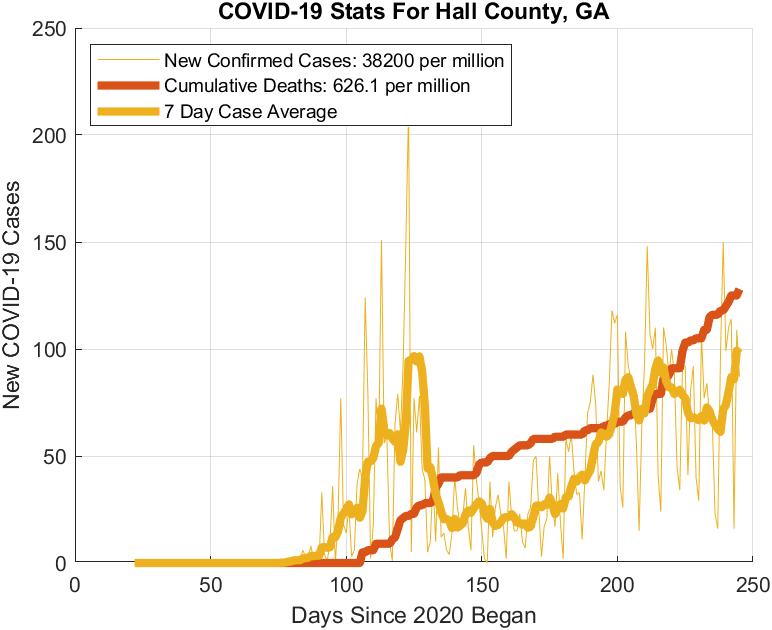 COVID-19 Stats For Hall County, GA
New Confirmed Cases: 38200 per million
Cumulative Deaths: 626.1 per million
7 Day Case Average
250
200
150
100
50
0
New COVID-19 Cases
0 50 100 150 200 250
Days Since 2020 Began